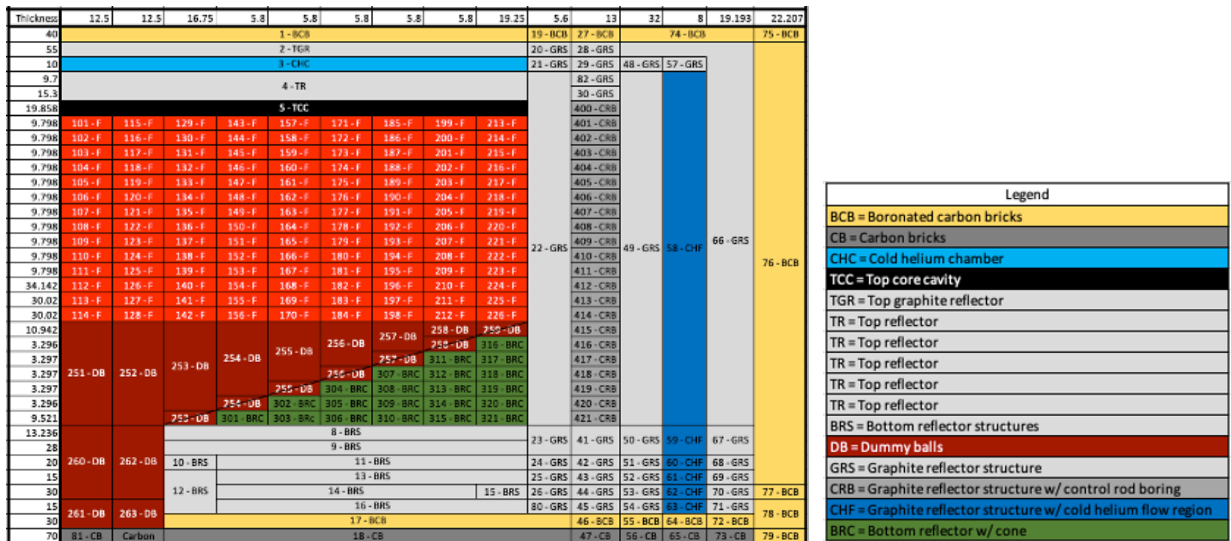 Thickness 12.5 12.5 16.75 5.8 5.8 5.8 5.8 5.8 19.25 5.6 13 32 8 19.193 22.207
40 1 - BCB 19 - BCB 27 - BCB 74 - BCB 75 - BCB
55 2 - TGR 20 - GRS 28 - GRS
10 3 - CHC 21 - GRS 29 - GRS 48 - GRS 57 - GRS
9.7 82 - GRS
4 - TR
15.3 30 - GRS
19.858 5 - TCC 400 - CRB
9.798 101 - F 115 - F 129 - F 143 - F 157 - F 171 - F 185 - F 199 - F 213 - F 401 - CRB
9.798 102 - F 116 - F 130 - F 144 - F 158 - F 172 - F 186 - F 200 - F 214 - F 402 - CRB
9.798 103 - F 117 - F 131 - F 145 - F 159 - F 173 - F 187 - F 201 - F 215 - F 403 - CRB
9.798 104 - F 118 - F 132 - F 146 - F 160 - F 174 - F 188 - F 202 - F 216 - F 404 - CRB
9.798 105 - F 119 - F 133 - F 147 - F 161 - F 175 - F 189 - F 203 - F 217 - F 405 - CRB
9.798 106 - F 120 - F 134 - F 148 - F 162 - F 176 - F 190 - F 204 - F 218 - F 406 - CRB
9.798 107 - F 121 - F 135 - F 149 - F 163 - F 177 - F 191 - F 205 - F 219 - F 407 - CRB
9.798 108 - F 122 - F 136 - F 150 - F 164 - F 178 - F 192 - F 206 - F 220 - F 408 - CRB
9.798 109 - F 123 - F 137 - F 151 - F 165 - F 179 - F 193 - F 207 - F 221 - F 22 - GRS 409 - CRB 49 - GRS 58 - CHF 66 - GRS
9.798 110 - F 124 - F 138 - F 152 - F 166 - F 180 - F 194 - F 208 - F 222 - F 410 - CRB 76 - BCB
9.798 111 - F 125 - F 139 - F 153 - F 167 - F 181 - F 195 - F 209 - F 223 - F 411 - CRB
34.142 112 - F 126 - F 140 - F 154 - F 168 - F 182 - F 196 - F 210 - F 224 - F 412 - CRB
30.02 113 - F 127 - F 141 - F 155 - F 169 - F 183 - F 197 - F 211 - F 225 - F 413 - CRB
30.02 114 - F 128 - F 142 - F 156 - F 170 - F 184 - F 198 - F 212 - F 226 - F 414 - CRB
10.942 257 - DB 258 - DB 259 - DB 415 - CRB
3.296 255 - DB 256 - DB 258 - DB 316 - BRC 416 - CRB
3.297 253 - DB 254 - DB 257 - DB 311 - BRC 317 - BRC 417 - CRB
3.297 251 - DB 252 - DB 256 - DB 307 - BRC 312 - BRC 318 - BRC 418 - CRB
3.297 255 - DB 304 - BRC 308 - BRC 313 - BRC 319 - BRC 419 - CRB
3.296 254 - DB 302 - BRC 305 - BRC 309 - BRC 314 - BRC 320 - BRC 420 - CRB
9.521 253 - DB 301 - BRC 303 - BRc 306 - BRC 310 - BRC 315 - BRC 321 - BRC 421 - CRB
13.236 8 - BRS
23 - GRS 41 - GRS 50 - GRS 59 - CHF 67 - GRS
28 9 - BRS
20 260 - DB 262 - DB 10 - BRS 11 - BRS 24 - GRS 42 - GRS 51 - GRS 60 - CHF 68 - GRS
15 13 - BRS 25 - GRS 43 - GRS 52 - GRS 61 - CHF 69 - GRS
30 12 - BRS 14 - BRS 15 - BRS 26 - GRS 44 - GRS 53 - GRS 62 - CHF 70 - GRS 77 - BCB
15 16 - BRS 80 - GRS 45 - GRS 54 - GRS 63 - CHF 71 - GRS
261 - DB 263 - DB 78 - BCB
30 17 - BCB 46 - BCB 55 - BCB 64 - BCB 72 - BCB
70 81 - CB Carbon 18 - CB 47 - CB 56 - CB 65 - CB 73 - CB 79 - BCB
Legend
BCB = Boronated carbon bricks
CB = Carbon bricks
CHC = Cold helium chamber
TCC = Top core cavity
TGR = Top graphite reflector
TR = Top reflector
TR = Top reflector
TR = Top reflector
TR = Top reflector
TR = Top reflector
BRS = Bottom reflector structures
DB = Dummy balls
GRS = Graphite reflector structure
CRB = Graphite reflector structure w/ control rod boring
CHF = Graphite reflector structure w/ cold helium flow region
BRC = Bottom reflector w/ cone